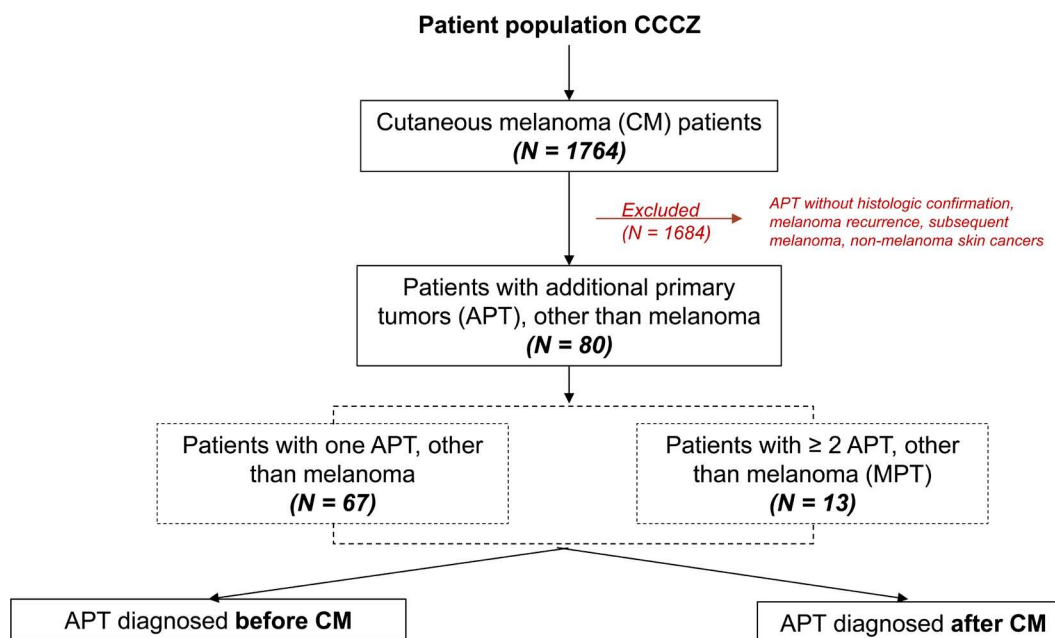 Patient population CCCZ
Cutaneous melanoma (CM) patients
(N = 1764)
Excluded
(N = 1684)
APT without histologic confirmation,
melanoma recurrence, subsequent
melanoma, non-melanoma skin cancers
Patients with additional primary
tumors (APT), other than melanoma
(N = 80)
Patients with one APT, other
than melanoma
(N = 67)
Patients with ≥ 2 APT, other
than melanoma (MPT)
(N = 13)
APT diagnosed before CM
APT diagnosed after CM